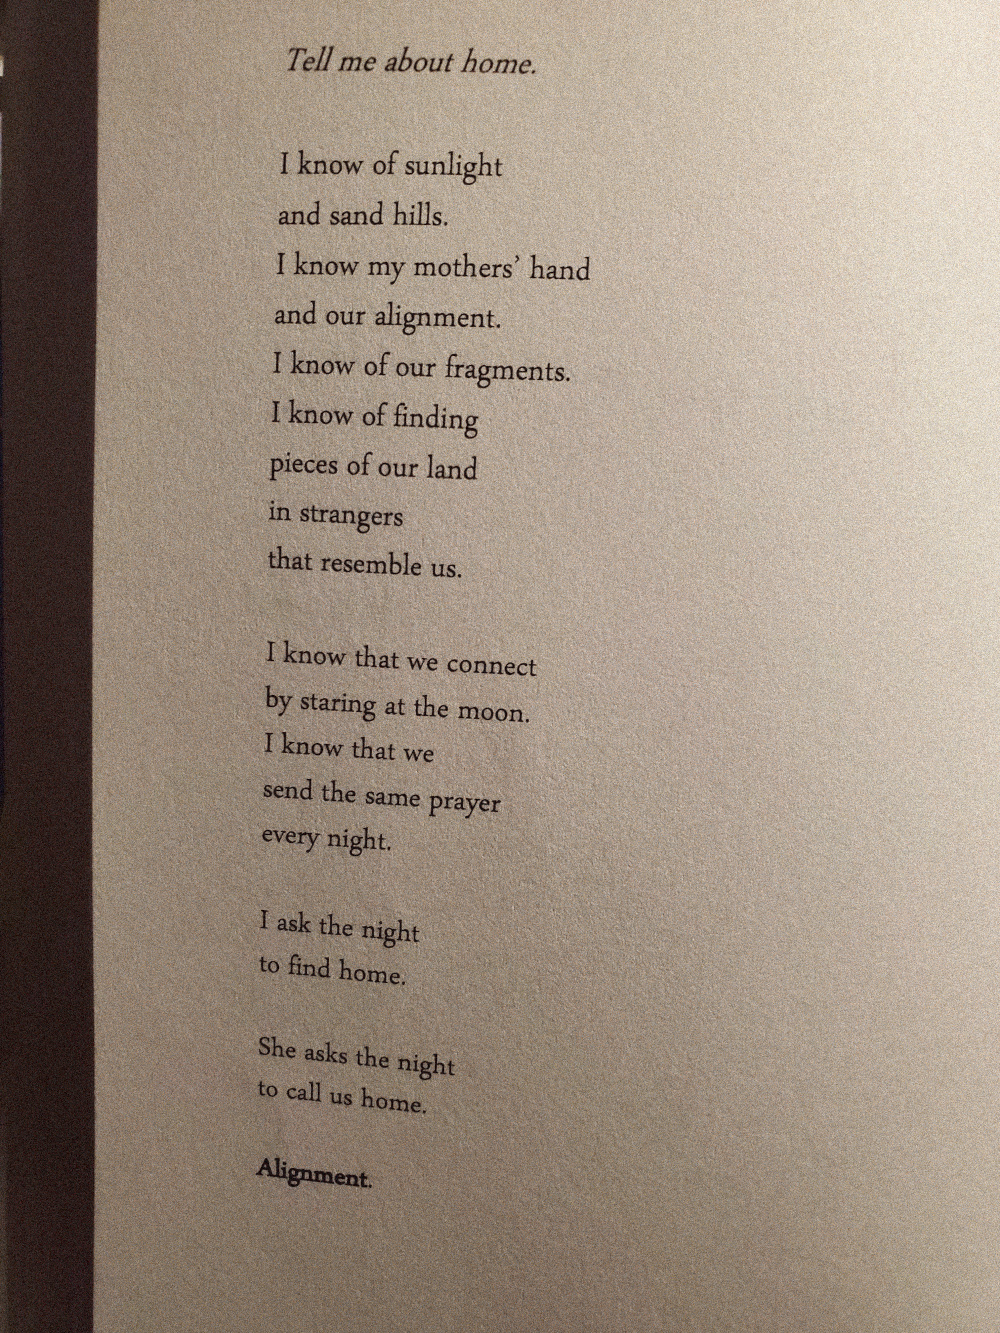 Tell me about home.
I know of sunlight
and sand hills.
I know my mothers’ hand
and our alignment.
I know of our fragments.
I know of finding
pieces of our land
in strangers
that resemble us.
I know that we connect
by staring at the moon.
I know that we
send the same prayer
every night.
I ask the night
to find home.
She asks the night
to call us home.
Alignment.